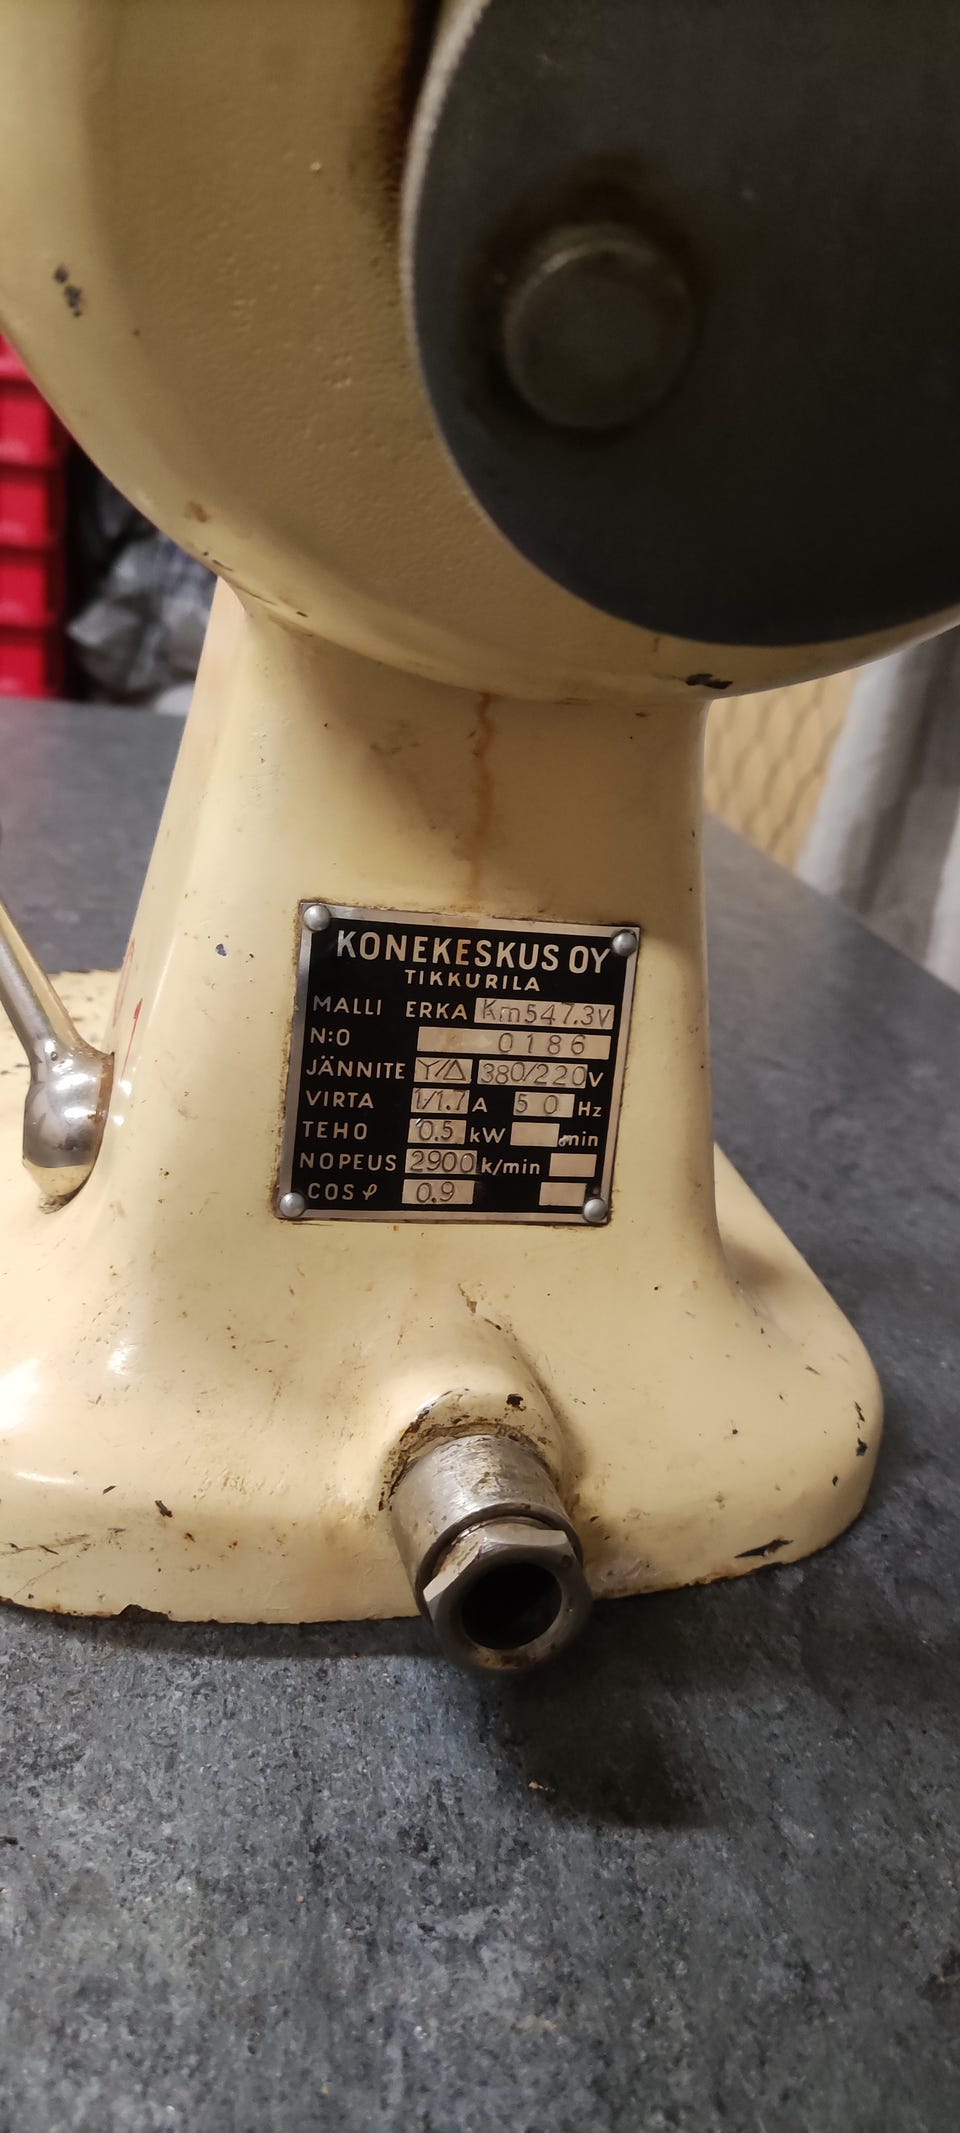 KONEKESKUS OY
TIKKURILA
MALLI ERKA Km547.3V
N:O 0186
JÄNNITE Y/Δ 380/220V
VIRTA 1/1.7 A 50 Hz
TEHO 0.5 kW min
NOPEUS 2900 k/min
COS φ 0.9